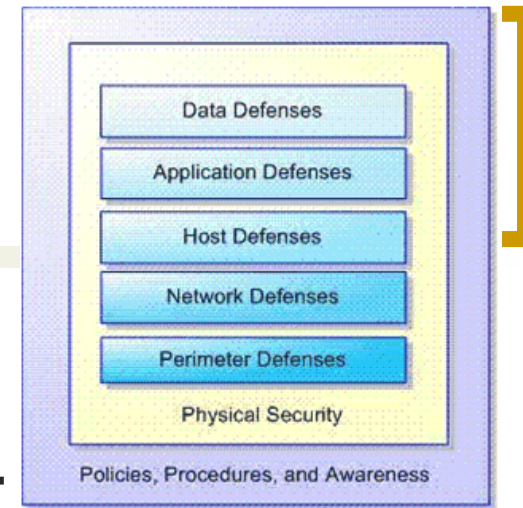 Data Defenses
Application Defenses
Host Defenses
Network Defenses
Perimeter Defenses
Physical Security
Policies, Procedures, and Awareness